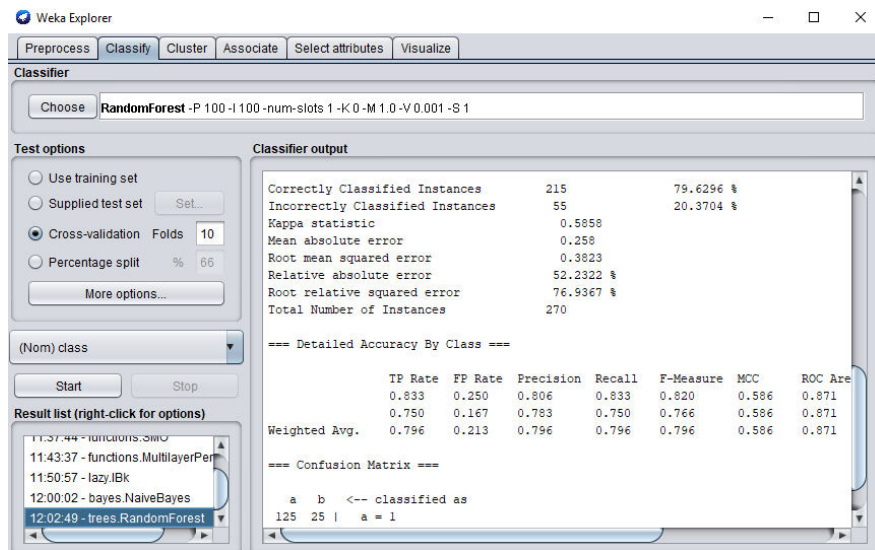 Weka Explorer
Preprocess Classify Cluster Associate Select attributes Visualize
Classifier
Choose RandomForest -P 100 -I 100 -num-slots 1 -K 0 -M 1.0 -V 0.001 -S 1
Test options
Use training set
Supplied test set Set...
Cross-validation Folds 10
Percentage split % 66
More options...
(Nom) class
Start Stop
Result list (right-click for options)
11:37:44 - functions.SMO
11:43:37 - functions.MultilayerPer
11:50:57 - lazy.IBk
12:00:02 - bayes.NaiveBayes
12:02:49 - trees.RandomForest
Classifier output
Correctly Classified Instances 215 79.6296 %
Incorrectly Classified Instances 55 20.3704 %
Kappa statistic 0.5858
Mean absolute error 0.258
Root mean squared error 0.3823
Relative absolute error 52.2322 %
Root relative squared error 76.9367 %
Total Number of Instances 270
=== Detailed Accuracy By Class ===
TP Rate FP Rate Precision Recall F-Measure MCC ROC Are
0.833 0.250 0.806 0.833 0.820 0.586 0.871
0.750 0.167 0.783 0.750 0.766 0.586 0.871
Weighted Avg. 0.796 0.213 0.796 0.796 0.796 0.586 0.871
=== Confusion Matrix ===
a b <-- classified as
125 25 | a = 1